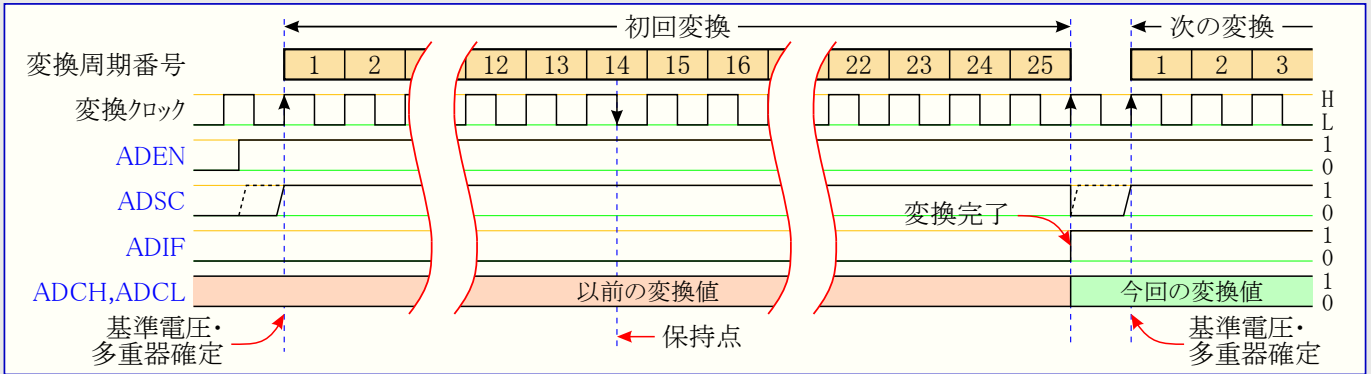 初回変換 次の変換
変換周期番号 1 2 12 13 14 15 16 22 23 24 25 1 2 3
変換クロック H L
ADEN 1 0
ADSC 1 0
変換完了
ADIF 1 0
ADCH,ADCL 以前の変換値 今回の変換値 1 0
基準電圧・
多重器確定
保持点
基準電圧・
多重器確定